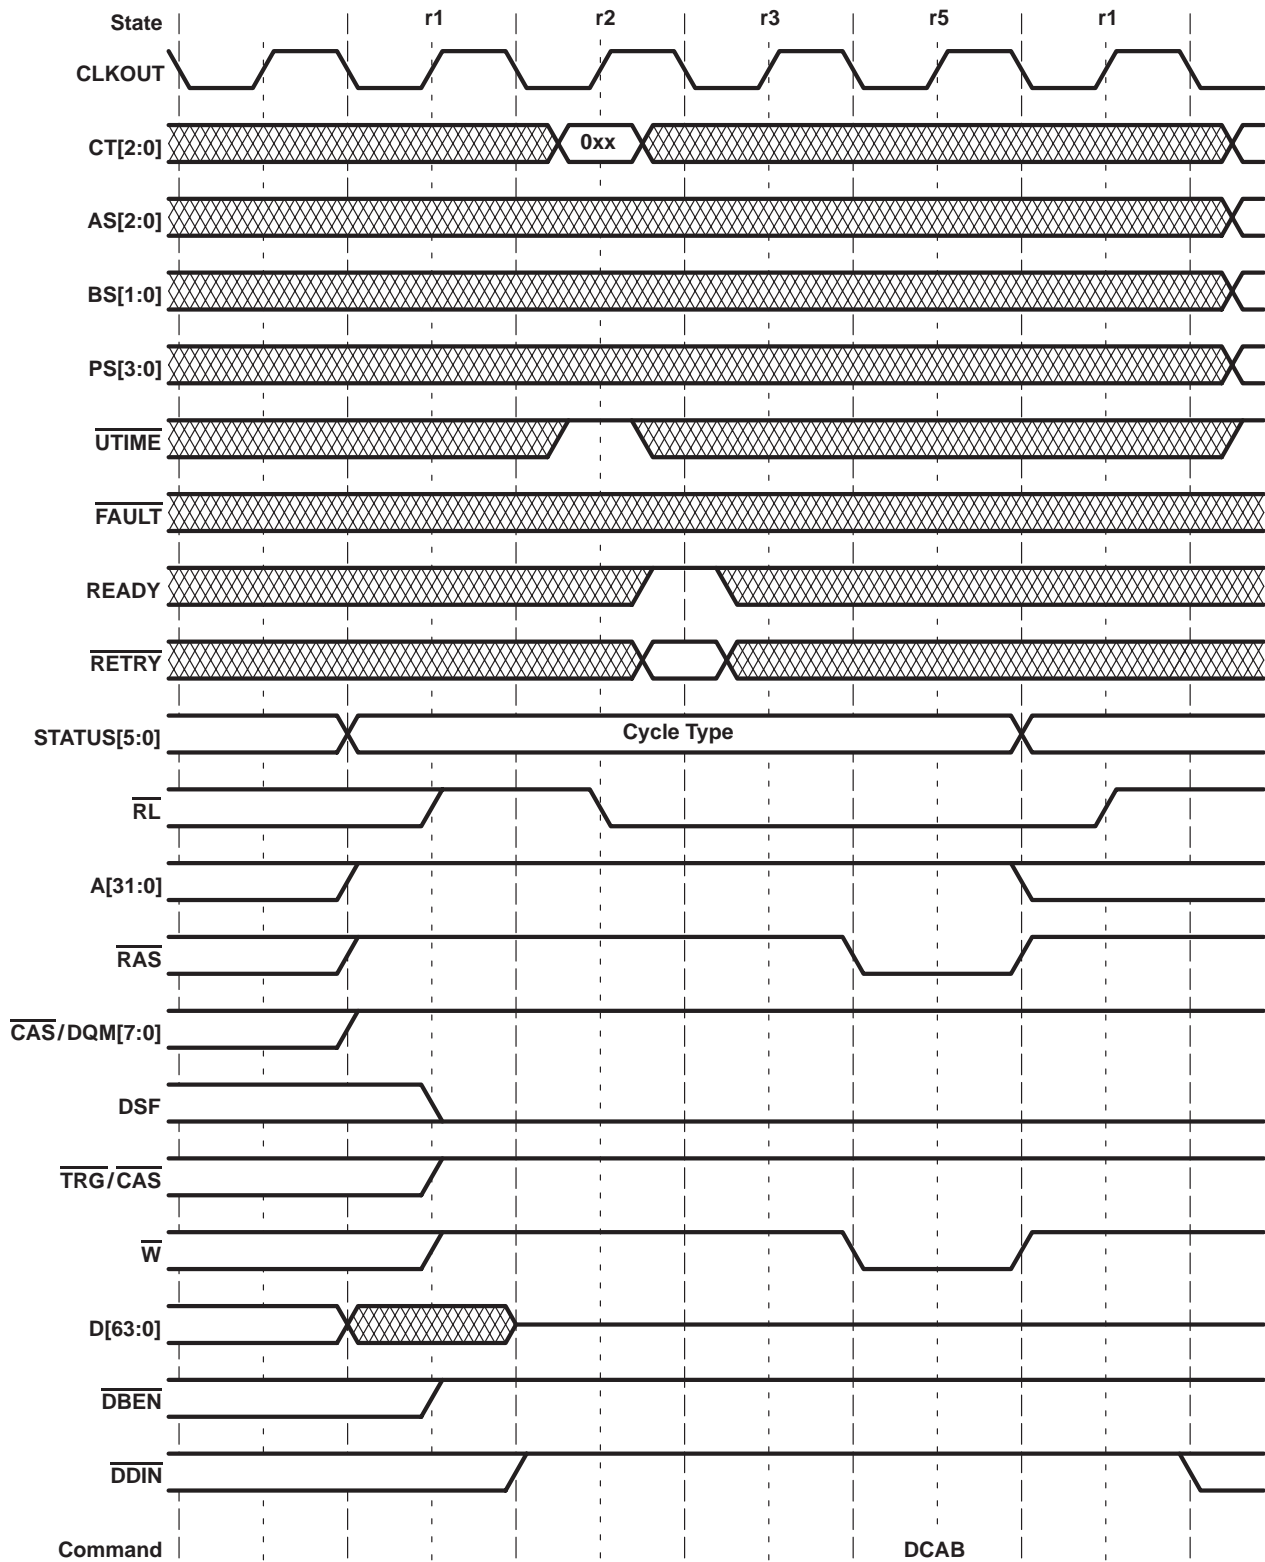 State r1 r2 r3 r5 r1
CLKOUT
CT[2:0] 0xx
AS[2:0]
BS[1:0]
PS[3:0]
UTIME
FAULT
READY
RETRY
STATUS[5:0] Cycle Type
RL
A[31:0]
RAS
CAS/DQM[7:0]
DSF
TRG/CAS
W
D[63:0]
DBEN
DDIN
Command DCAB